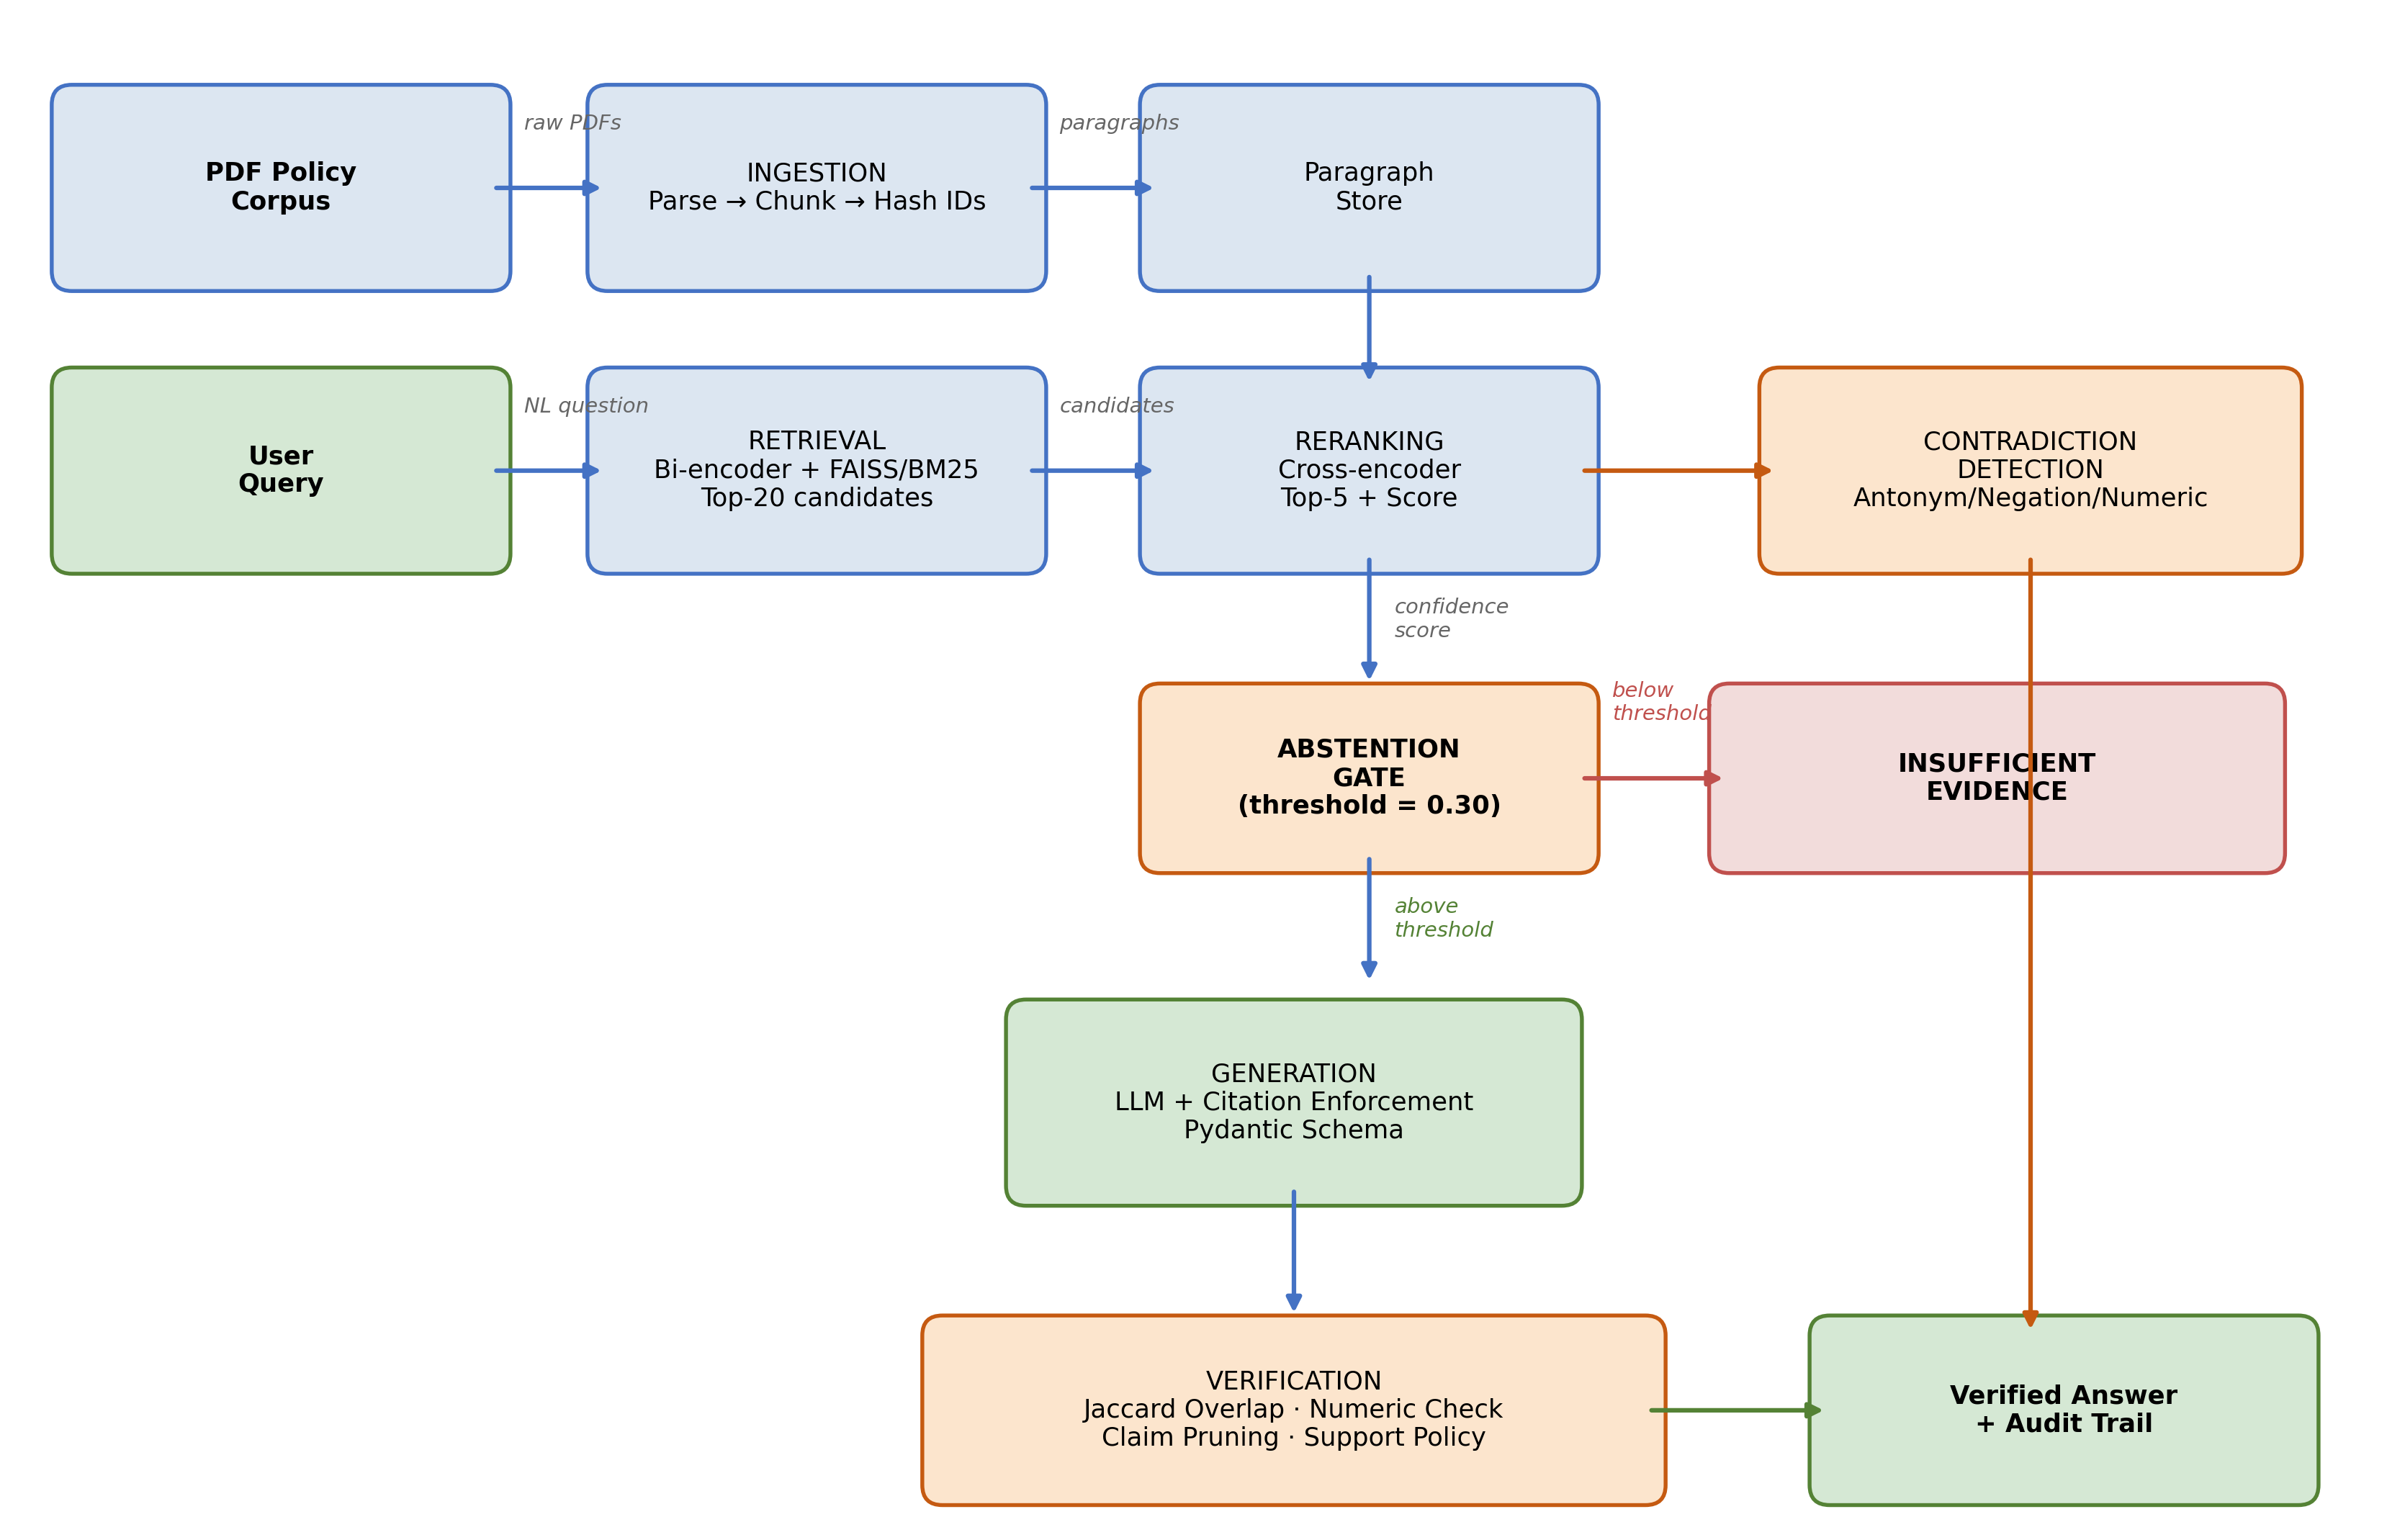 PDF Policy
Corpus
raw PDFs
INGESTION
Parse → Chunk → Hash IDs
paragraphs
Paragraph
Store
User
Query
NL question
RETRIEVAL
Bi-encoder + FAISS/BM25
Top-20 candidates
candidates
RERANKING
Cross-encoder
Top-5 + Score
CONTRADICTION
DETECTION
Antonym/Negation/Numeric
confidence
score
ABSTENTION
GATE
(threshold = 0.30)
below
threshold
INSUFFICIENT
EVIDENCE
above
threshold
GENERATION
LLM + Citation Enforcement
Pydantic Schema
VERIFICATION
Jaccard Overlap · Numeric Check
Claim Pruning · Support Policy
Verified Answer
+ Audit Trail